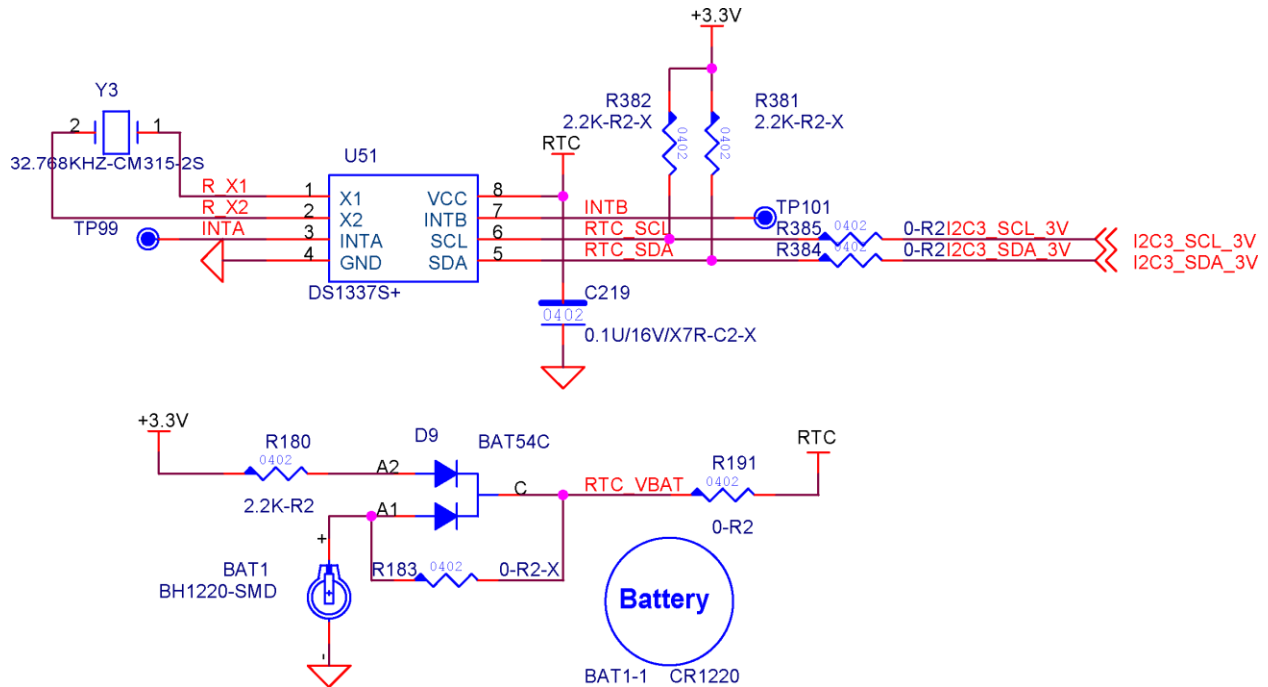 +3.3V
Y3
R382
R381
2.2K-R2-X
2.2K-R2-X
0402
0402
2
1
32.768KHZ-CM315-2S
U51
RTC
R_X1
1
X1
VCC
8
R_X2
2
X2
INTB
7
INTB
TP101
TP99
INTA
3
INTA
SCL
6
RTC_SCL
R385
0402
0-R2
I2C3_SCL_3V
I2C3_SCL_3V
4
GND
SDA
5
RTC_SDA
R384
0402
0-R2
I2C3_SDA_3V
I2C3_SDA_3V
DS1337S+
C219
0402
0.1U/16V/X7R-C2-X
+3.3V
R180
0402
2.2K-R2
D9
BAT54C
A2
C
A1
RTC_VBAT
R191
0402
0-R2
RTC
+
BAT1
BH1220-SMD
+
-
R183
0402
0-R2-X
Battery
BAT1-1 CR1220